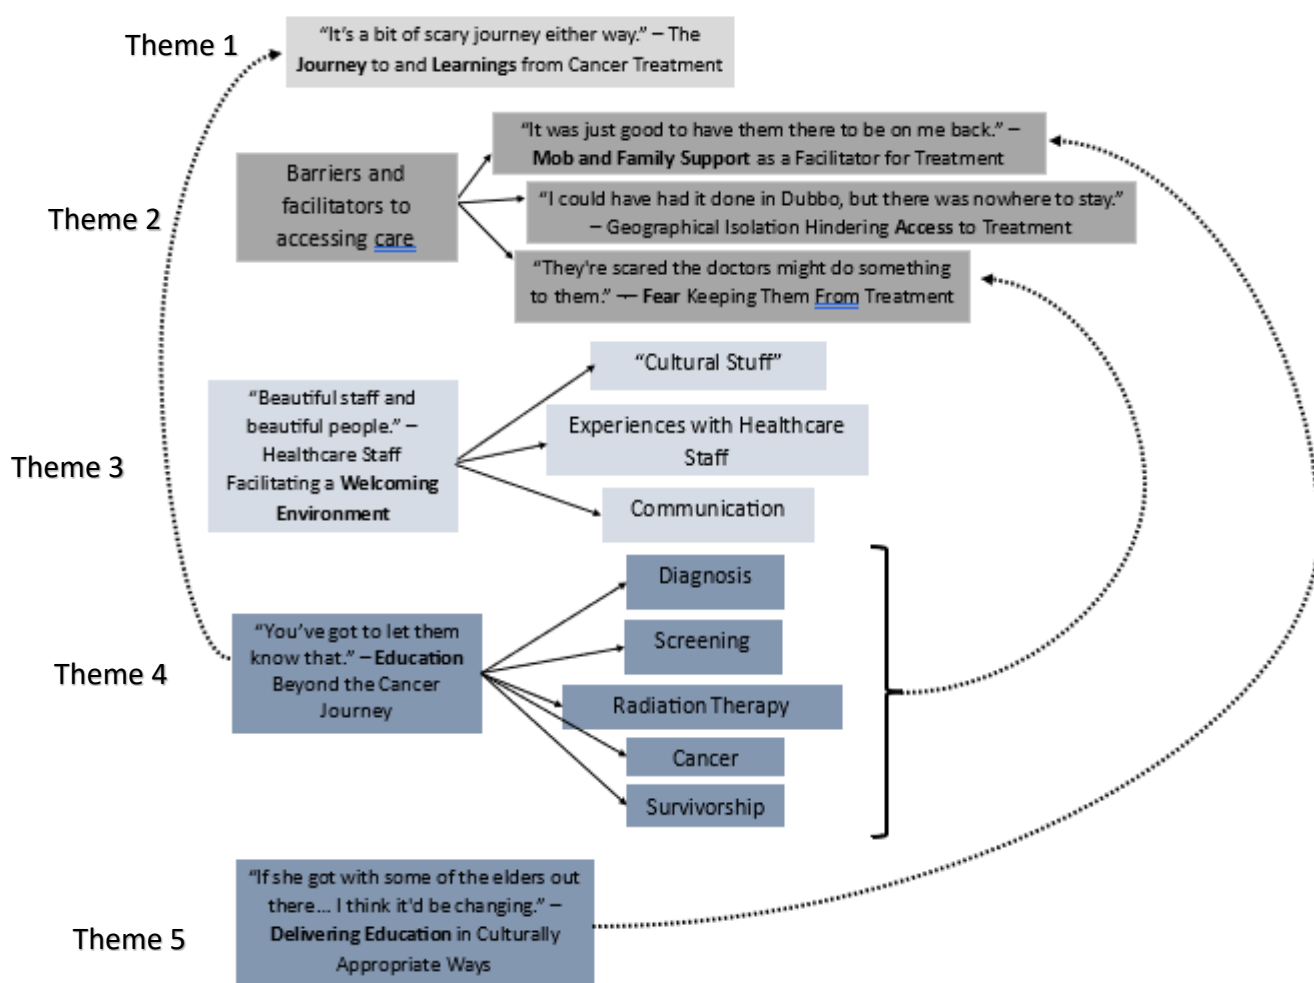 Theme 1
“It’s a bit of scary journey either way.” – The
Journey to and Learnings from Cancer Treatment
Theme 2
Barriers and
facilitators to
accessing care
“It was just good to have them there to be on me back.” –
Mob and Family Support as a Facilitator for Treatment
“I could have had it done in Dubbo, but there was nowhere to stay.”
– Geographical Isolation Hindering Access to Treatment
“They're scared the doctors might do something
to them.” — Fear Keeping Them From Treatment
Theme 3
“Beautiful staff and
beautiful people.” –
Healthcare Staff
Facilitating a Welcoming
Environment
“Cultural Stuff”
Experiences with Healthcare
Staff
Communication
Theme 4
“You’ve got to let them
know that.” – Education
Beyond the Cancer
Journey
Diagnosis
Screening
Radiation Therapy
Cancer
Survivorship
Theme 5
“If she got with some of the elders out
there... I think it'd be changing.” –
Delivering Education in Culturally
Appropriate Ways